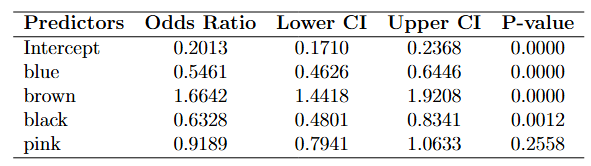 Predictors Odds Ratio Lower CI Upper CI P-value
Intercept 0.2013 0.1710 0.2368 0.0000
blue 0.5461 0.4626 0.6446 0.0000
brown 1.6642 1.4418 1.9208 0.0000
black 0.6328 0.4801 0.8341 0.0012
pink 0.9189 0.7941 1.0633 0.2558